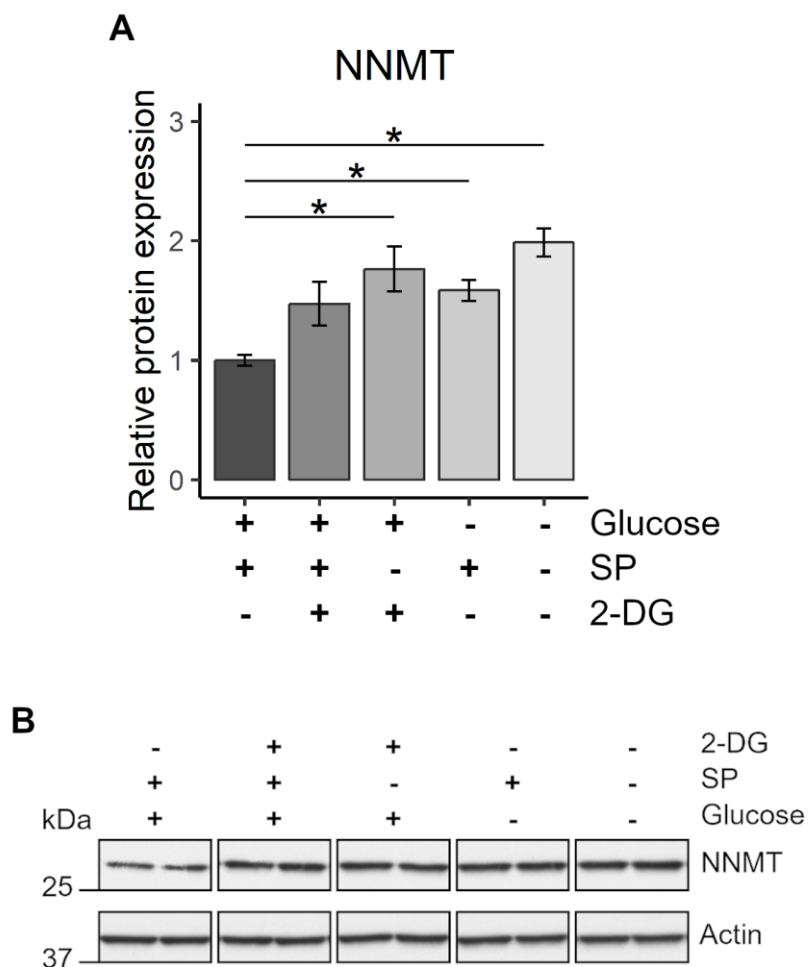 A
NNMT
Relative protein expression
3
2
1
0
*
*
*
+ + + - - Glucose
+ + - + - SP
- + + - - 2-DG
B
- + + - - 2-DG
+ + - + - SP
kDa + + + - - Glucose
NNMT
25
Actin
37